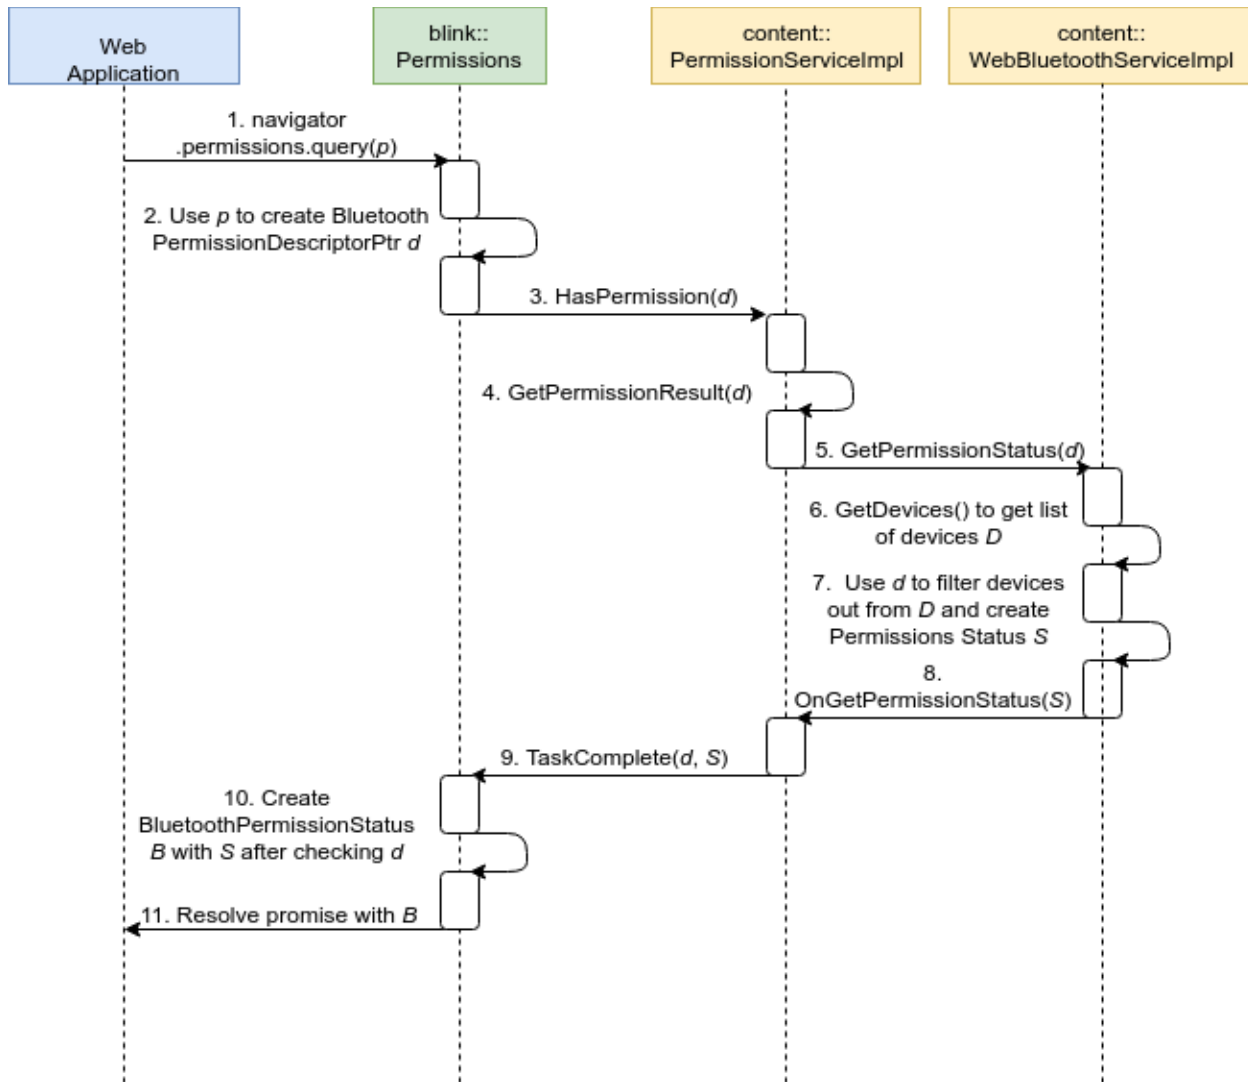 Web
Application
blink::
Permissions
content::
PermissionServiceImpl
content::
WebBluetoothServiceImpl
1. navigator
.permissions.query(p)
2. Use p to create Bluetooth
PermissionDescriptorPtr d
3. HasPermission(d)
4. GetPermissionResult(d)
5. GetPermissionStatus(d)
6. GetDevices() to get list
of devices D
7.  Use d to filter devices
out from D and create
Permissions Status S
8.
OnGetPermissionStatus(S)
9. TaskComplete(d, S)
10. Create
BluetoothPermissionStatus
B with S after checking d
11. Resolve promise with B